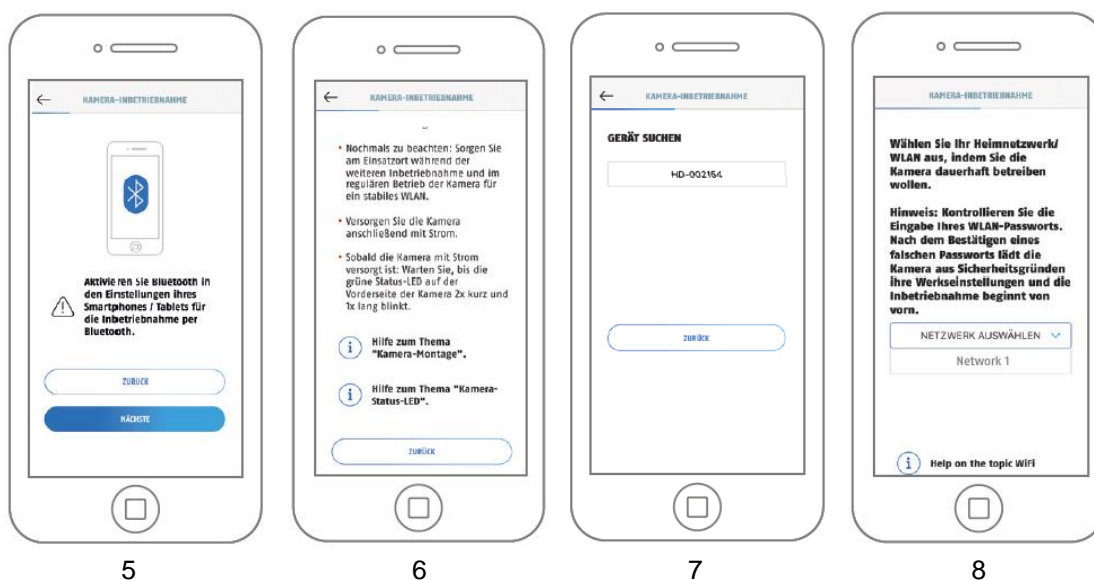 KAMERA-INBETRIEBNAHME
Aktivieren Sie Bluetooth in
den Einstellungen ihres
Smartphones / Tablets für
die Inbetriebnahme per
Bluetooth.
ZURÜCK
NÄCHSTE
5
KAMERA-INBETRIEBNAHME
• Nochmals zu beachten: Sorgen Sie
am Einsatzort während der
weiteren Inbetriebnahme und im
regulären Betrieb der Kamera für
ein stabiles WLAN.
• Versorgen Sie die Kamera
anschließend mit Strom.
• Sobald die Kamera mit Strom
versorgt ist: Warten Sie, bis die
grüne Status-LED auf der
Vorderseite der Kamera 2x kurz und
1x lang blinkt.
Hilfe zum Thema
"Kamera-Montage".
Hilfe zum Thema "Kamera-
Status-LED".
ZURÜCK
6
KAMERA-INBETRIEBNAHME
GERÄT SUCHEN
HD-002164
ZURÜCK
7
KAMERA-INBETRIEBNAHME
Wählen Sie Ihr Heimnetzwerk/
WLAN aus, indem Sie die
Kamera dauerhaft betreiben
wollen.
Hinweis: Kontrollieren Sie die
Eingabe Ihres WLAN-Passworts.
Nach dem Bestätigen eines
falschen Passworts lädt die
Kamera aus Sicherheitsgründen
ihre Werkseinstellungen und die
Inbetriebnahme beginnt von
vorn.
NETZWERK AUSWÄHLEN
Network 1
Help on the topic WiFi
8